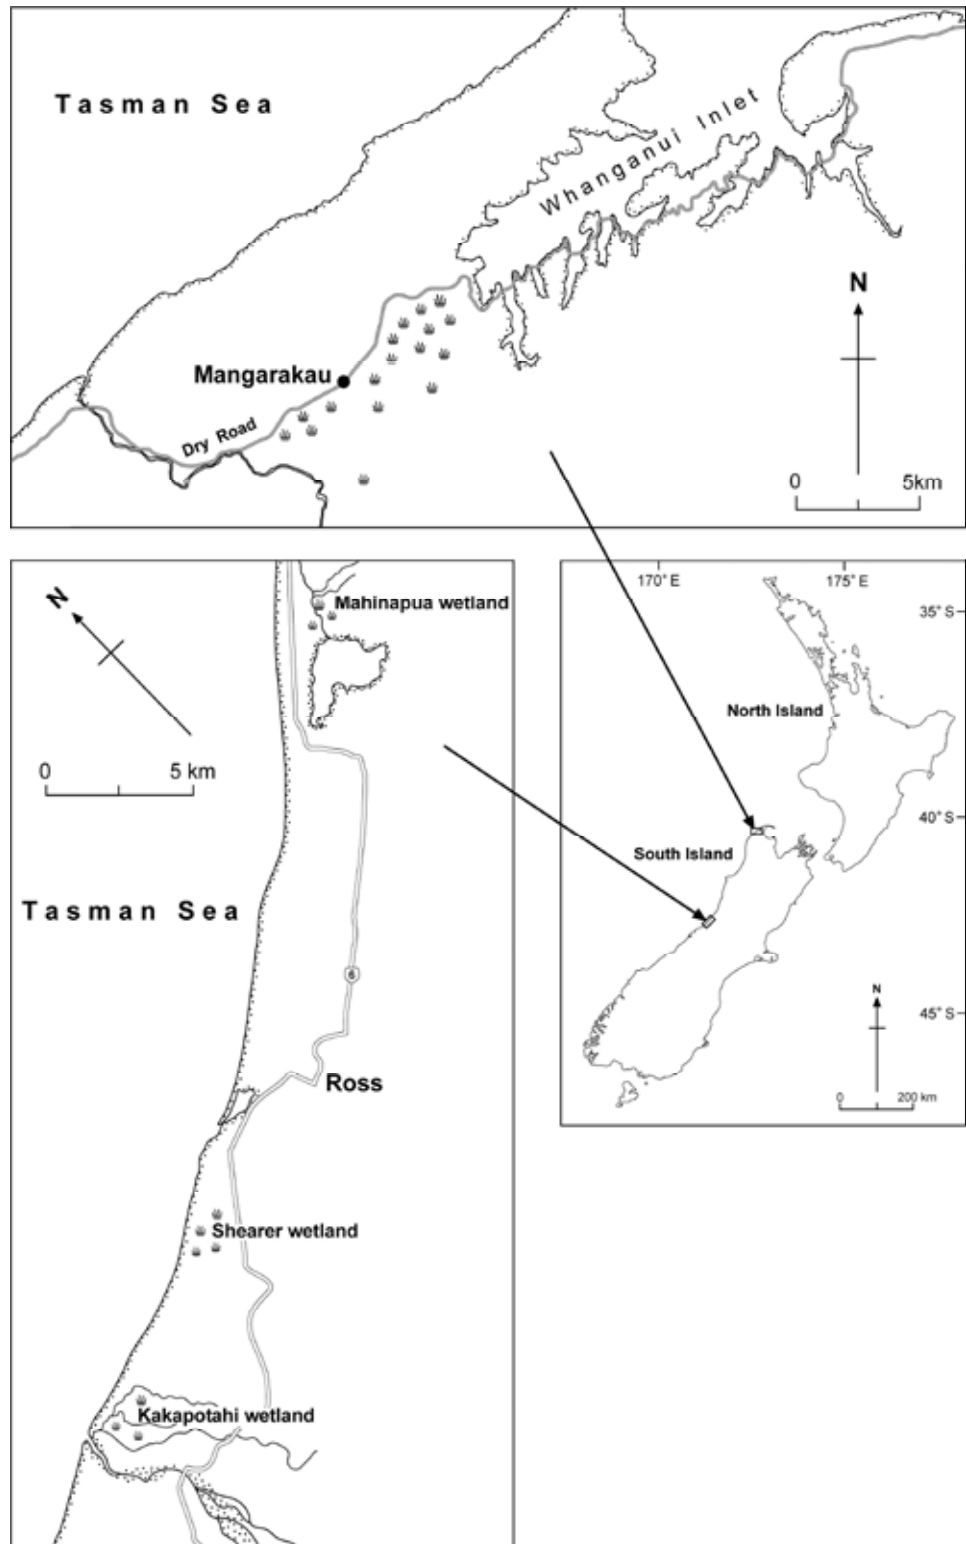 Tasman Sea
Whanganui Inlet
N
Mangarakau
Dry Road
0 5km
N
Mahinapua wetland
0 5 km
Tasman Sea
6
Ross
Shearer wetland
Kakapotahi wetland
170° E 175° E
35° S
North Island
40° S
South Island
N
45° S
0 200 km